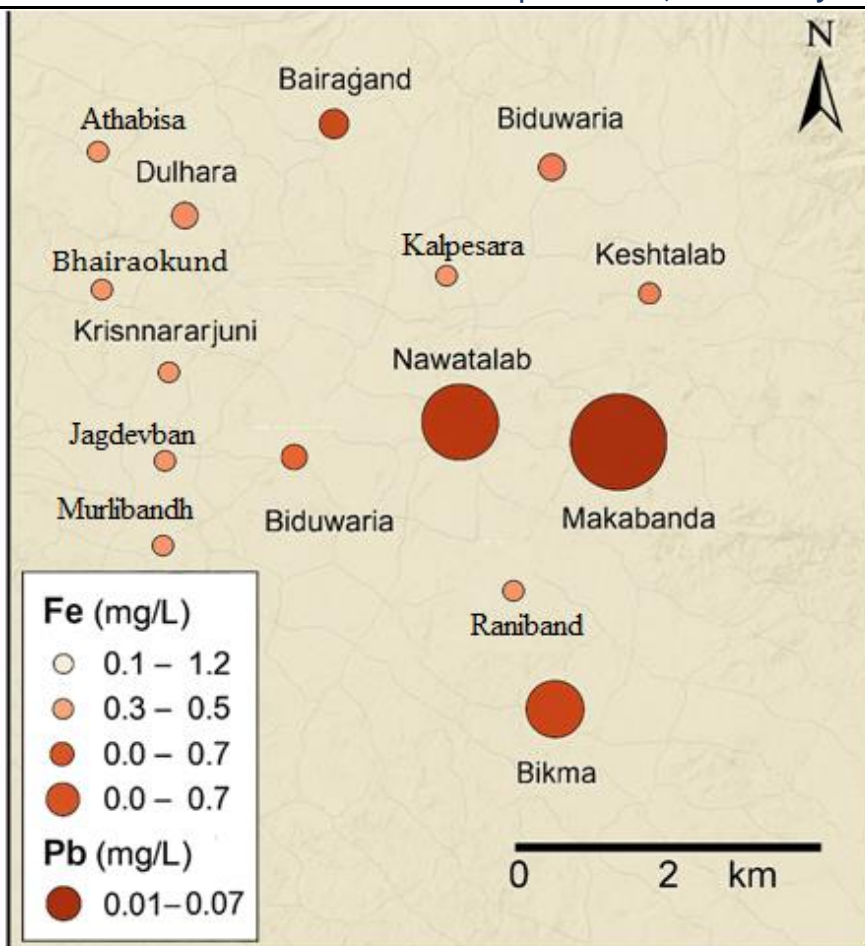 N
Bairagand
Athabisa
Biduwaria
Dulhara
Kalpesara
Keshtalab
Bhairaokund
Krisnnararjuni
Nawatalab
Jagdevban
Makabanda
Murlibandh
Biduwaria
Raniband
Bikma
Fe (mg/L)
0.1 – 1.2
0.3 – 0.5
0.0 – 0.7
0.0 – 0.7
Pb (mg/L)
0.01–0.07
0 2 km